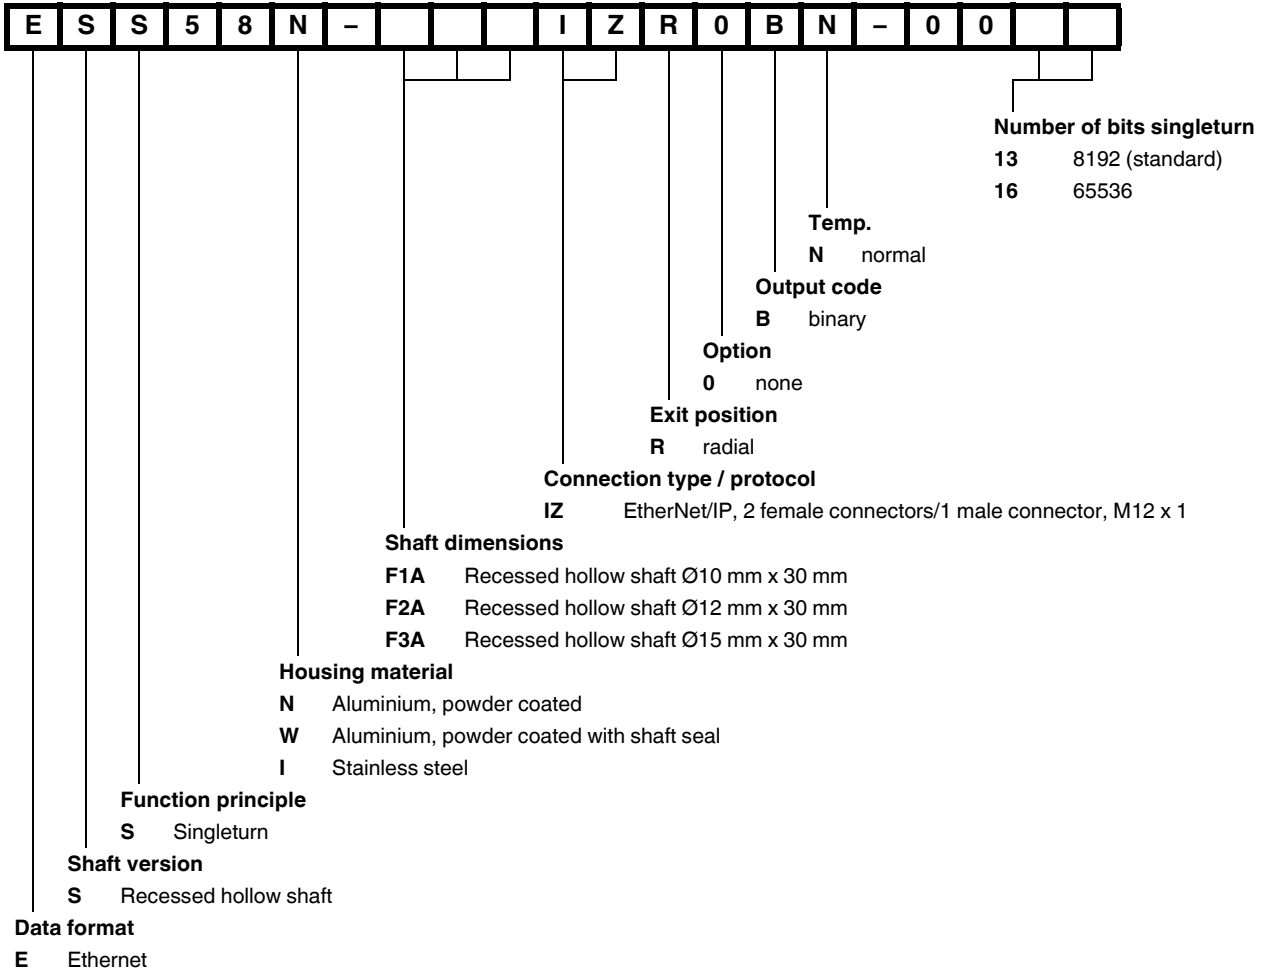 E S S 5 8 N – I Z R 0 B N – 0 0
Number of bits singleturn
13 8192 (standard)
16 65536
Temp.
N normal
Output code
B binary
Option
0 none
Exit position
R radial
Connection type / protocol
IZ EtherNet/IP, 2 female connectors/1 male connector, M12 x 1
Shaft dimensions
F1A Recessed hollow shaft Ø10 mm x 30 mm
F2A Recessed hollow shaft Ø12 mm x 30 mm
F3A Recessed hollow shaft Ø15 mm x 30 mm
Housing material
N Aluminium, powder coated
W Aluminium, powder coated with shaft seal
I Stainless steel
Function principle
S Singleturn
Shaft version
S Recessed hollow shaft
Data format
E Ethernet